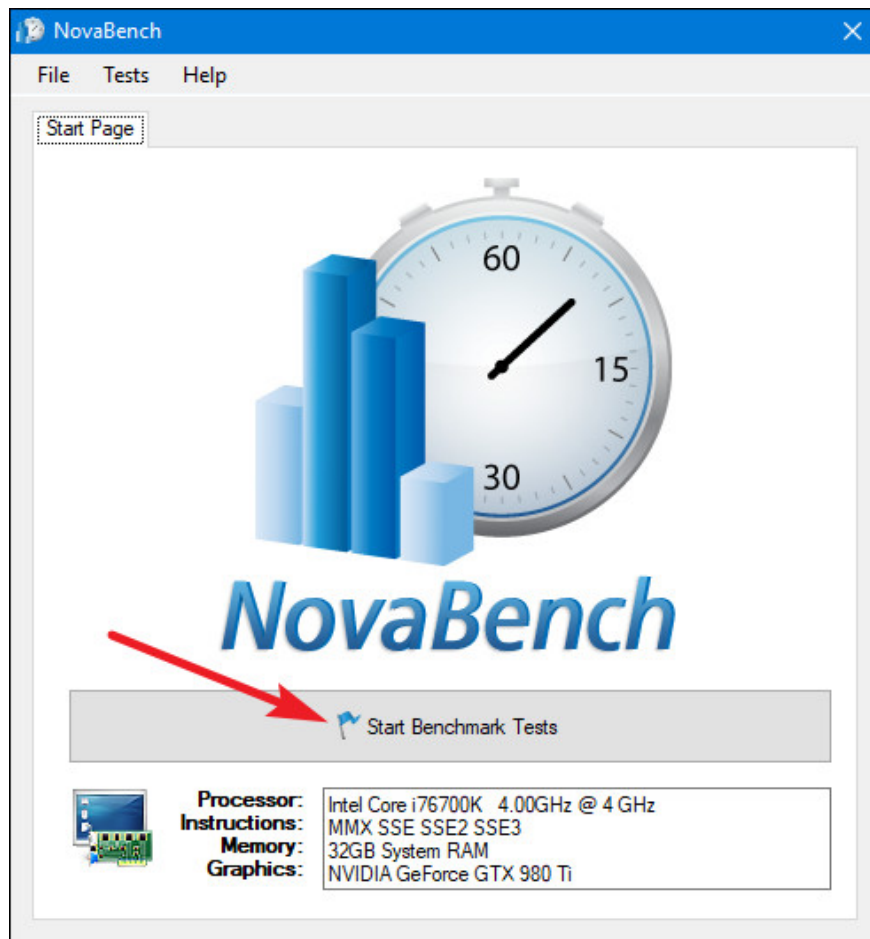 NovaBench
File Tests Help
Start Page
60
15
30
NovaBench
Start Benchmark Tests
Processor: Intel Core i76700K 4.00GHz @ 4 GHz
Instructions: MMX SSE SSE2 SSE3
Memory: 32GB System RAM
Graphics: NVIDIA GeForce GTX 980 Ti